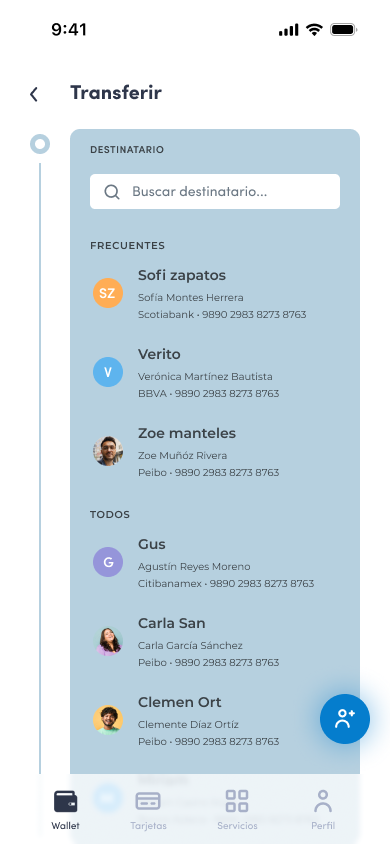 9:41
Transferir
DESTINATARIO
Buscar destinatario...
FRECUENTES
SZ
Sofi zapatos
Sofía Montes Herrera
Scotiabank • 9890 2983 8273 8763
V
Verito
Verónica Martínez Bautista
BBVA • 9890 2983 8273 8763
Zoe manteles
Zoe Muñóz Rivera
Peibo • 9890 2983 8273 8763
TODOS
G
Gus
Agustín Reyes Moreno
Citibanamex • 9890 2983 8273 8763
Carla San
Carla García Sánchez
Peibo • 9890 2983 8273 8763
Clemen Ort
Clemente Díaz Ortíz
Peibo • 9890 2983 8273 8763
Wallet
Tarjetas
Servicios
Perfil